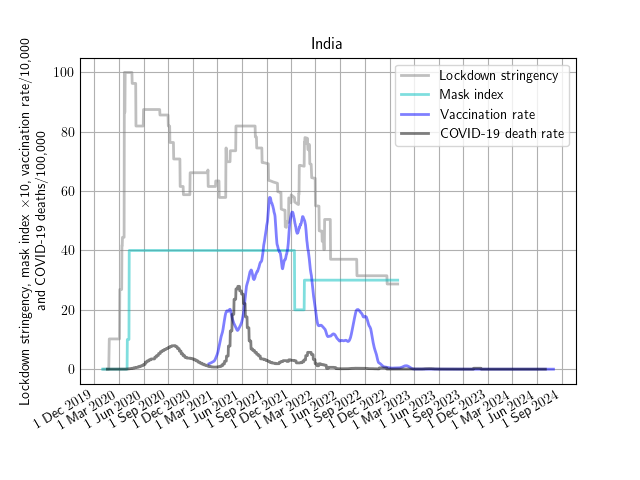 India
Lockdown stringency, mask index ×10, vaccination rate/10,000
and COVID-19 deaths/100,000
100
80
60
40
20
0
Lockdown stringency
Mask index
Vaccination rate
COVID-19 death rate
1 Dec 2019
1 Mar 2020
1 Jun 2020
1 Sep 2020
1 Dec 2020
1 Mar 2021
1 Jun 2021
1 Sep 2021
1 Dec 2021
1 Mar 2022
1 Jun 2022
1 Sep 2022
1 Dec 2022
1 Mar 2023
1 Jun 2023
1 Sep 2023
1 Dec 2023
1 Mar 2024
1 Jun 2024
1 Sep 2024